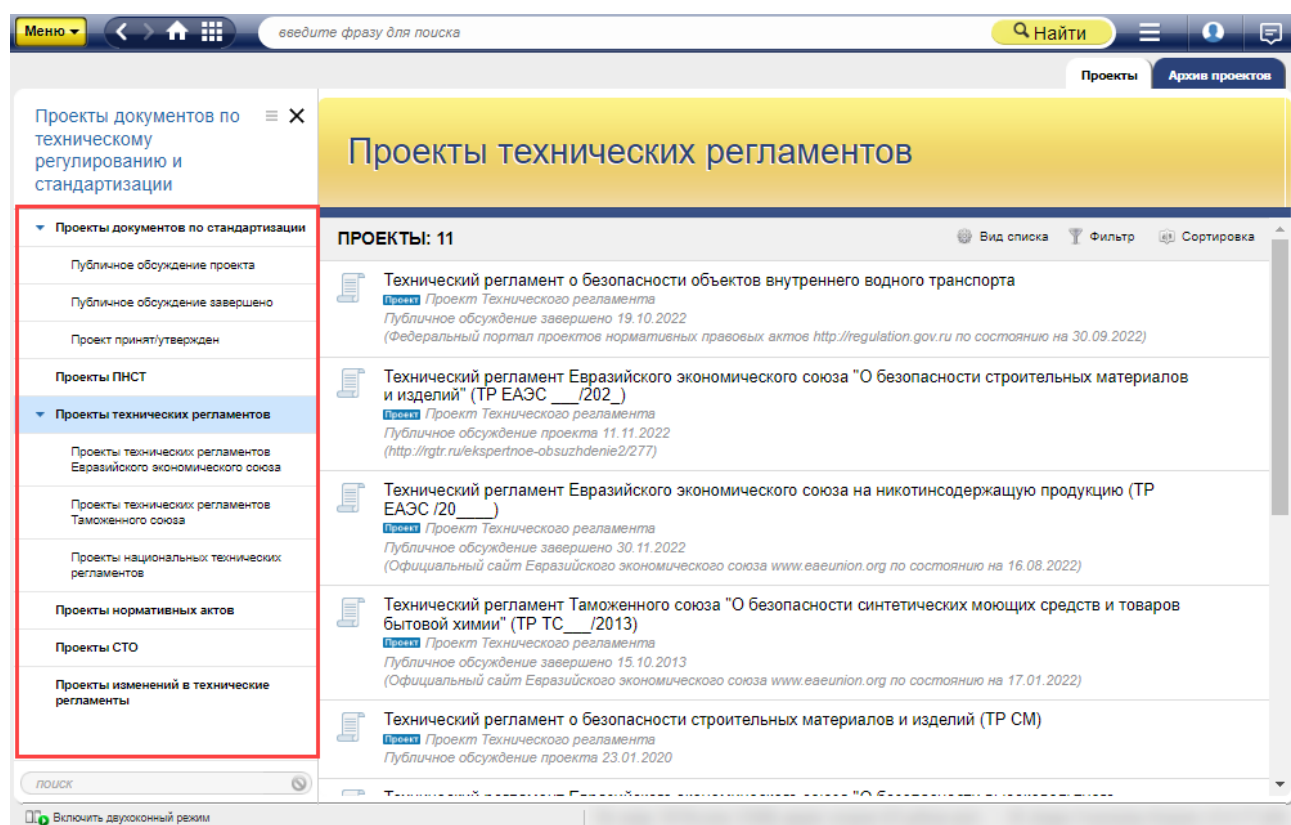 Меню
введите фразу для поиска
Найти
Проекты
Архив проектов
Проекты документов по
техническому
регулированию и
стандартизации
Проекты документов по стандартизации
Публичное обсуждение проекта
Публичное обсуждение завершено
Проект принят/утвержден
Проекты ПНСТ
Проекты технических регламентов
Проекты технических регламентов
Евразийского экономического союза
Проекты технических регламентов
Таможенного союза
Проекты национальных технических
регламентов
Проекты нормативных актов
Проекты СТО
Проекты изменений в технические
регламенты
поиск
Проекты технических регламентов
ПРОЕКТЫ: 11
Вид списка
Фильтр
Сортировка
Технический регламент о безопасности объектов внутреннего водного транспорта
Проект Проект Технического регламента
Публичное обсуждение завершено 19.10.2022
(Федеральный портал проектов нормативных правовых актов http://regulation.gov.ru по состоянию на 30.09.2022)
Технический регламент Евразийского экономического союза "О безопасности строительных материалов
и изделий" (ТР ЕАЭС ___/202_)
Проект Проект Технического регламента
Публичное обсуждение проекта 11.11.2022
(http://rgtr.ru/ekspertnoe-obsuzhdenie2/277)
Технический регламент Евразийского экономического союза на никотинсодержащую продукцию (ТР
ЕАЭС /20____)
Проект Проект Технического регламента
Публичное обсуждение завершено 30.11.2022
(Официальный сайт Евразийского экономического союза www.eaeunion.org по состоянию на 16.08.2022)
Технический регламент Таможенного союза "О безопасности синтетических моющих средств и товаров
бытовой химии" (ТР ТС___/2013)
Проект Проект Технического регламента
Публичное обсуждение завершено 15.10.2013
(Официальный сайт Евразийского экономического союза www.eaeunion.org по состоянию на 17.01.2022)
Технический регламент о безопасности строительных материалов и изделий (ТР СМ)
Проект Проект Технического регламента
Публичное обсуждение проекта 23.01.2020
Включить двухоконный режим